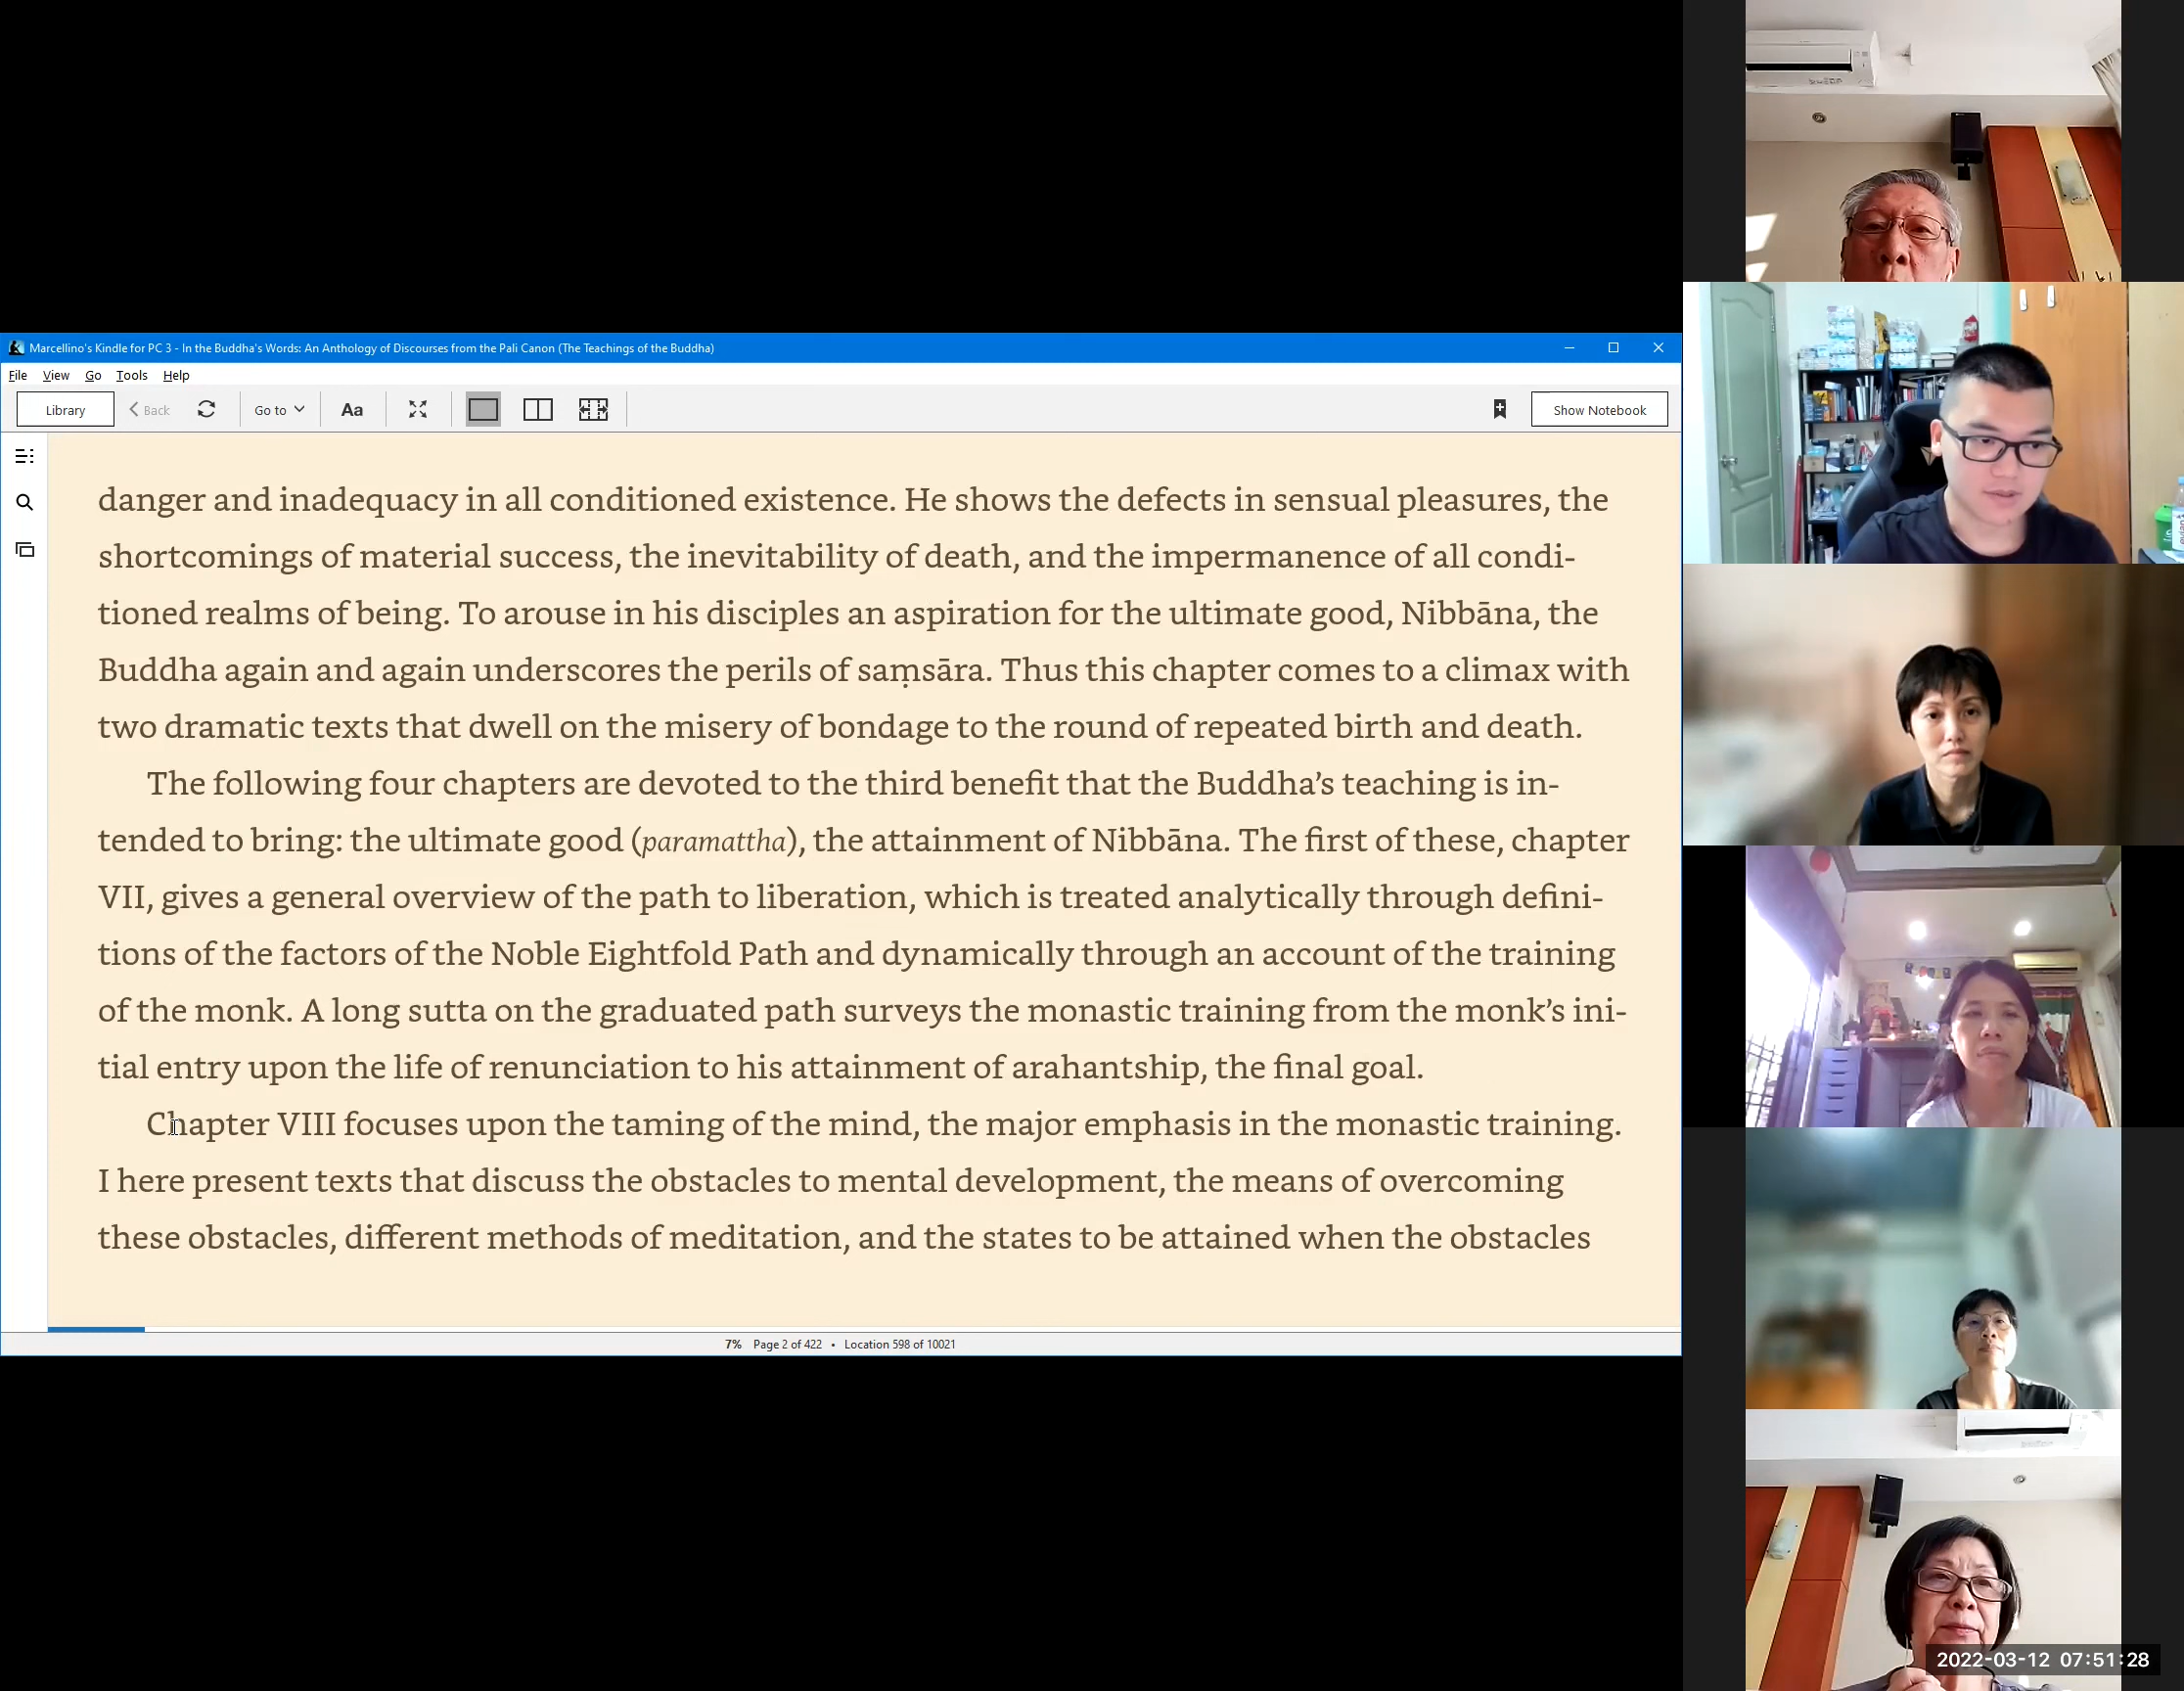 Marcellino's Kindle for PC 3 - In the Buddha's Words: An Anthology of Discourses from the Pali Canon (The Teachings of the Buddha)
File View Go Tools Help
Library Back Go to Aa Show Notebook
danger and inadequacy in all conditioned existence. He shows the defects in sensual pleasures, the
shortcomings of material success, the inevitability of death, and the impermanence of all condi-
tioned realms of being. To arouse in his disciples an aspiration for the ultimate good, Nibbāna, the
Buddha again and again underscores the perils of saṃsāra. Thus this chapter comes to a climax with
two dramatic texts that dwell on the misery of bondage to the round of repeated birth and death.
The following four chapters are devoted to the third benefit that the Buddha’s teaching is in-
tended to bring: the ultimate good (paramattha), the attainment of Nibbāna. The first of these, chapter
VII, gives a general overview of the path to liberation, which is treated analytically through defini-
tions of the factors of the Noble Eightfold Path and dynamically through an account of the training
of the monk. A long sutta on the graduated path surveys the monastic training from the monk’s ini-
tial entry upon the life of renunciation to his attainment of arahantship, the final goal.
Chapter VIII focuses upon the taming of the mind, the major emphasis in the monastic training.
I here present texts that discuss the obstacles to mental development, the means of overcoming
these obstacles, different methods of meditation, and the states to be attained when the obstacles
7% Page 2 of 422 • Location 598 of 10021
2022-03-12 07:51:28